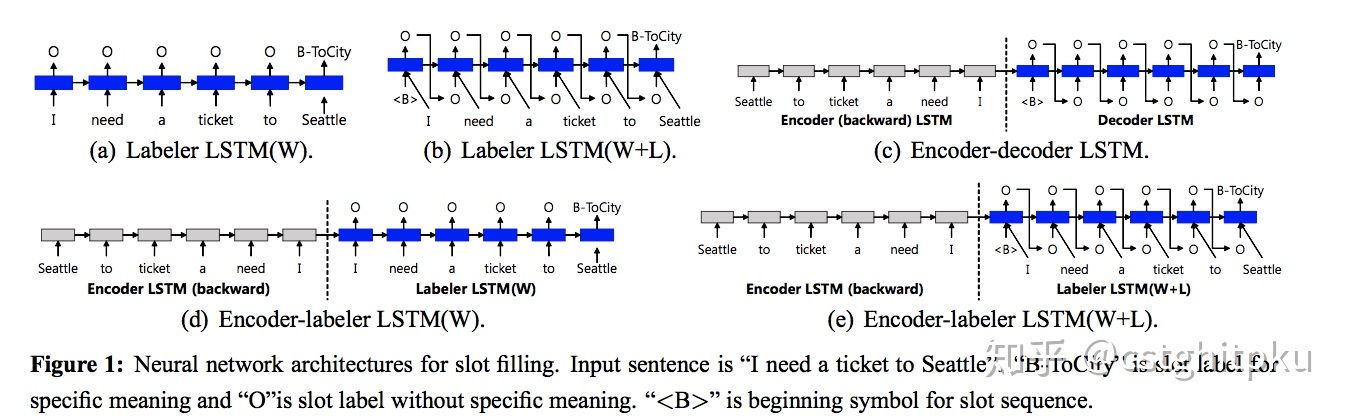 O O O O O B-ToCity
I need a ticket to Seattle
(a) Labeler LSTM(W).
O O O O O B-ToCity
<B> O O O O O
I need a ticket to Seattle
(b) Labeler LSTM(W+L).
O O O O O B-ToCity
Seattle to ticket a need I <B> O O O O O
Encoder (backward) LSTM Decoder LSTM
(c) Encoder-decoder LSTM.
O O O O O B-ToCity
Seattle to ticket a need I I need a ticket to Seattle
Encoder LSTM (backward) Labeler LSTM(W)
(d) Encoder-labeler LSTM(W).
O O O O O B-ToCity
Seattle to ticket a need I <B> O O O O O
I need a ticket to Seattle
Encoder LSTM (backward) Labeler LSTM(W+L)
(e) Encoder-labeler LSTM(W+L).
Figure 1: Neural network architectures for slot filling. Input sentence is “I need a ticket to Seattle”. “B-ToCity” is slot label for
specific meaning and “O”is slot label without specific meaning. “<B>” is beginning symbol for slot sequence.
知乎 @cstghitpku